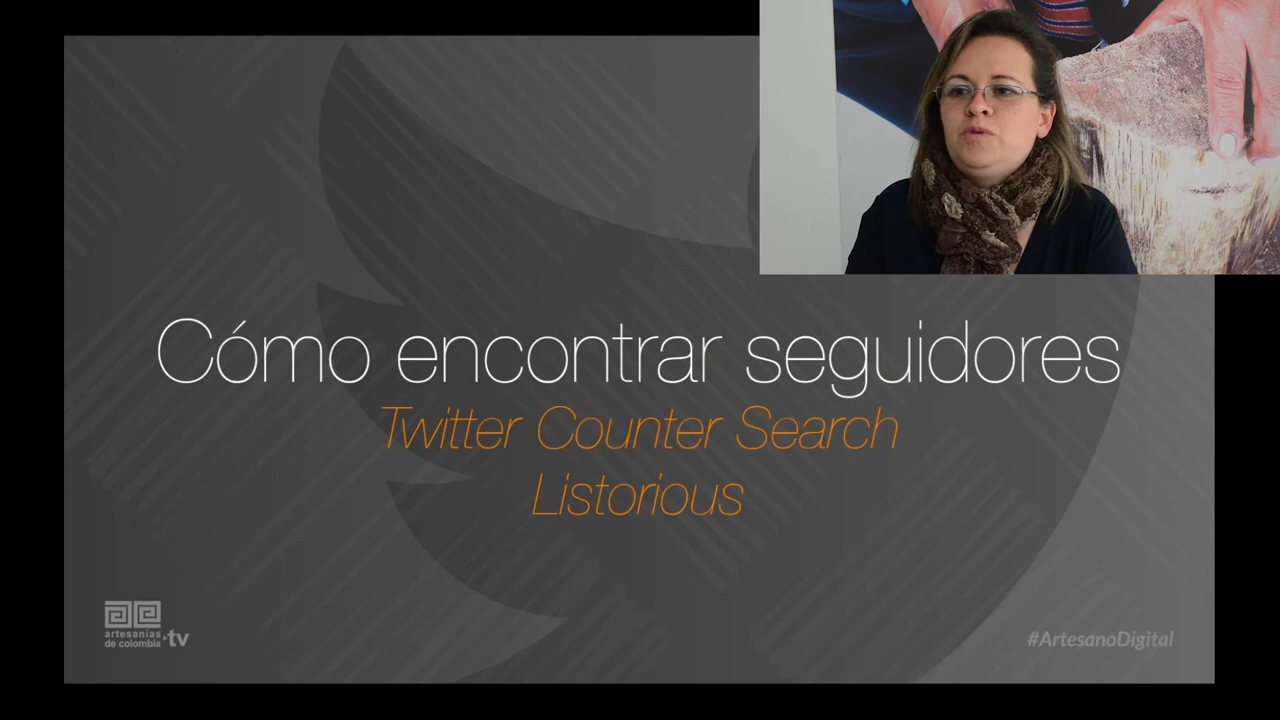 Cómo encontrar seguidores
Twitter Counter Search
Listorious
artesanías
de colombia .tv
#ArtesanoDigital